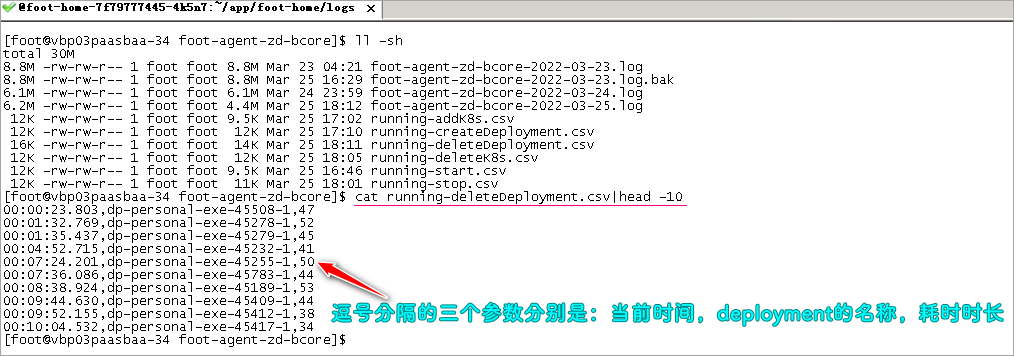 @foot-home-7f79777445-4k5n7:~/app/foot-home/logs
[foot@vbp03paasbaa-34 foot-agent-zd-bcore]$ ll -sh
total 30M
8.8M -rw-rw-r-- 1 foot foot 8.8M Mar 23 04:21 foot-agent-zd-bcore-2022-03-23.log
8.8M -rw-rw-r-- 1 foot foot 8.8M Mar 25 16:29 foot-agent-zd-bcore-2022-03-23.log.bak
6.1M -rw-rw-r-- 1 foot foot 6.1M Mar 24 23:59 foot-agent-zd-bcore-2022-03-24.log
6.2M -rw-rw-r-- 1 foot foot 4.4M Mar 25 18:12 foot-agent-zd-bcore-2022-03-25.log
12K -rw-rw-r-- 1 foot foot 9.5K Mar 25 17:02 running-addK8s.csv
12K -rw-rw-r-- 1 foot foot 12K Mar 25 17:10 running-createDeployment.csv
16K -rw-rw-r-- 1 foot foot 14K Mar 25 18:11 running-deleteDeployment.csv
12K -rw-rw-r-- 1 foot foot 12K Mar 25 18:05 running-deleteK8s.csv
12K -rw-rw-r-- 1 foot foot 9.5K Mar 25 16:46 running-start.csv
12K -rw-rw-r-- 1 foot foot 11K Mar 25 18:01 running-stop.csv
[foot@vbp03paasbaa-34 foot-agent-zd-bcore]$ cat running-deleteDeployment.csv|head -10
00:00:23.803,dp-personal-exe-45508-1,47
00:01:32.769,dp-personal-exe-45278-1,52
00:01:35.437,dp-personal-exe-45279-1,45
00:04:52.715,dp-personal-exe-45232-1,41
00:07:24.201,dp-personal-exe-45255-1,50
00:07:36.086,dp-personal-exe-45783-1,44
00:08:38.924,dp-personal-exe-45189-1,53
00:09:44.630,dp-personal-exe-45409-1,44
00:09:52.155,dp-personal-exe-45412-1,38
00:10:04.532,dp-personal-exe-45417-1,34
逗号分隔的三个参数分别是：当前时间，deployment的名称，耗时时长
[foot@vbp03paasbaa-34 foot-agent-zd-bcore]$